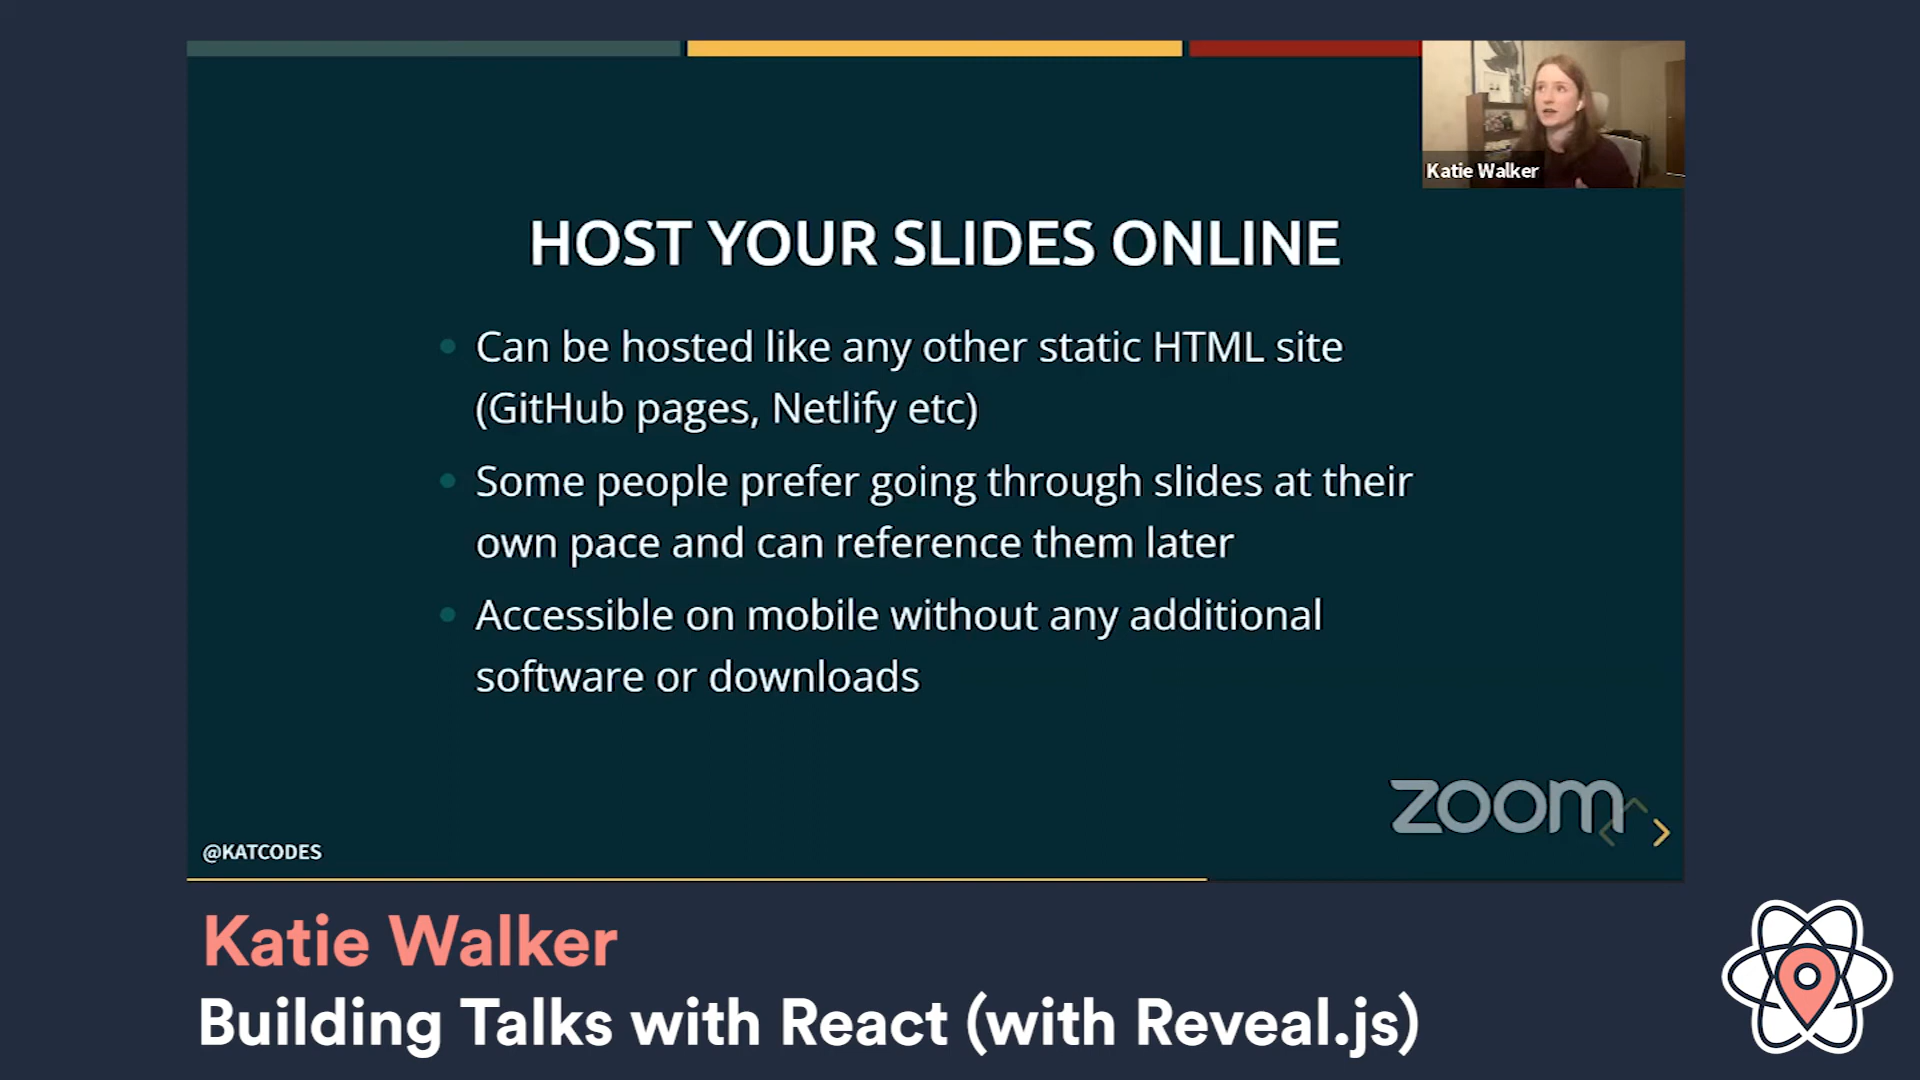 Katie Walker
HOST YOUR SLIDES ONLINE
Can be hosted like any other static HTML site
(GitHub pages, Netlify etc)
Some people prefer going through slides at their
own pace and can reference them later
Accessible on mobile without any additional
software or downloads
zoom
@KATCODES
Katie Walker
Building Talks with React (with Reveal.js)